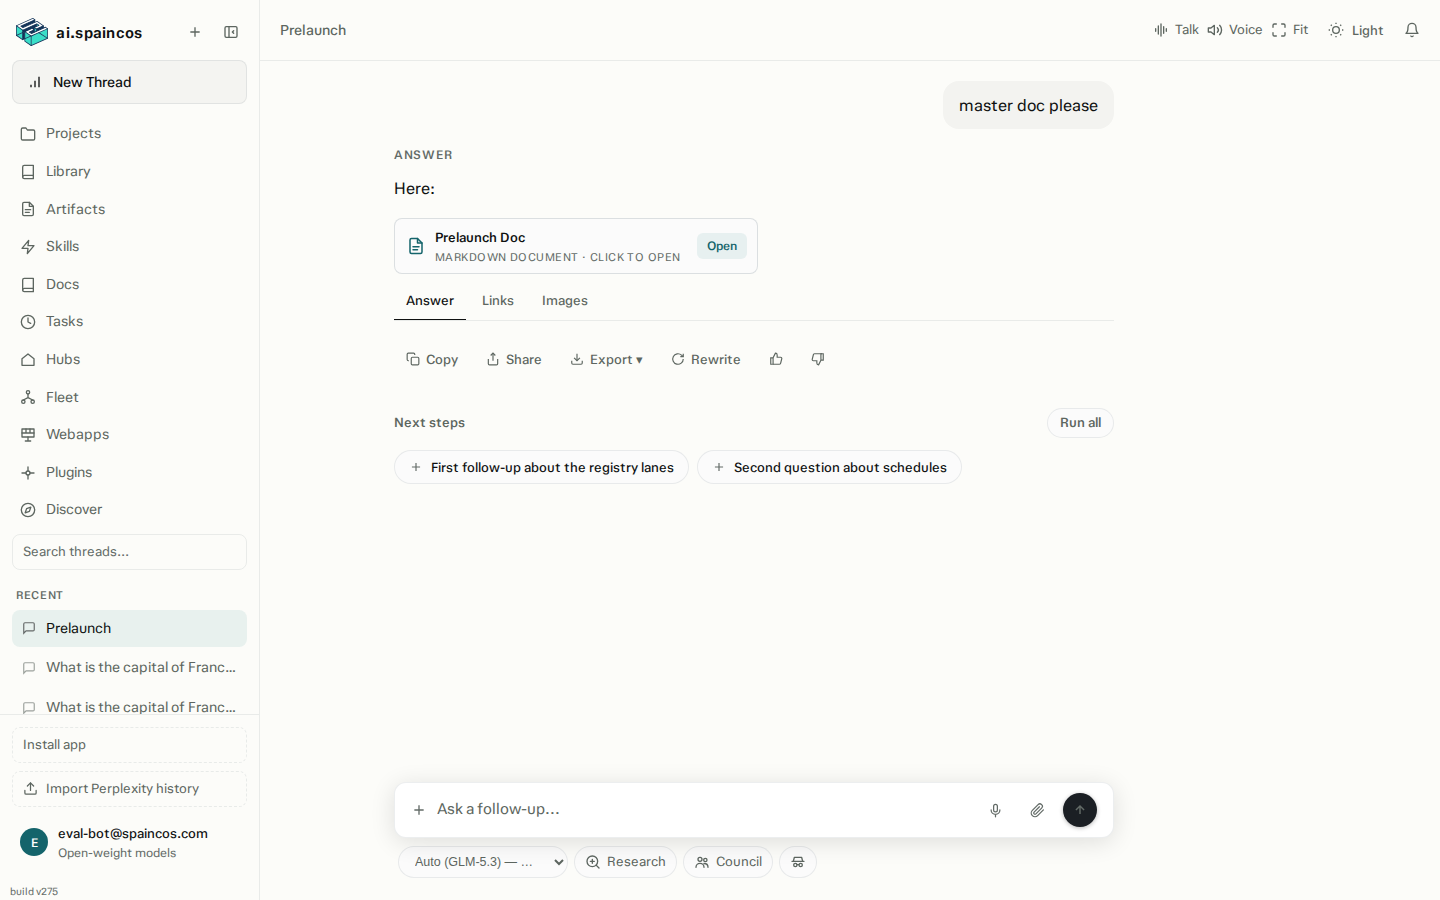 ai.spaincos
New Thread
Projects
Library
Artifacts
Skills
Docs
Tasks
Hubs
Fleet
Webapps
Plugins
Discover
Search threads...
RECENT
Prelaunch
What is the capital of Franc...
What is the capital of Franc...
Install app
Import Perplexity history
E
eval-bot@spaincos.com
Open-weight models
build v275
Prelaunch
Talk
Voice
Fit
Light
master doc please
ANSWER
Here:
Prelaunch Doc
MARKDOWN DOCUMENT · CLICK TO OPEN
Open
Answer
Links
Images
Copy
Share
Export ▾
Rewrite
Next steps
Run all
First follow-up about the registry lanes
Second question about schedules
Ask a follow-up...
Auto (GLM-5.3) — ...
Research
Council